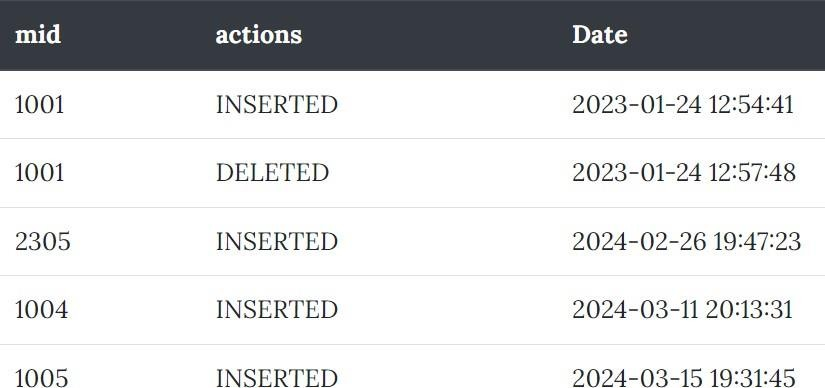 mid actions Date
1001 INSERTED 2023-01-24 12:54:41
1001 DELETED 2023-01-24 12:57:48
2305 INSERTED 2024-02-26 19:47:23
1004 INSERTED 2024-03-11 20:13:31
1005 INSERTED 2024-03-15 19:31:45